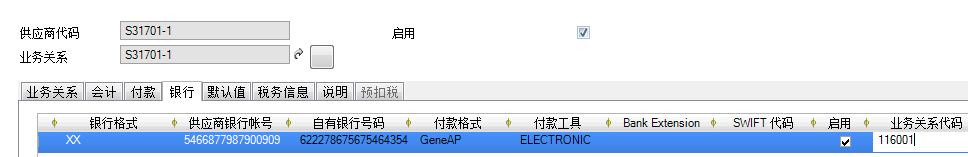 供应商代码 S31701-1 启用
业务关系 S31701-1
业务关系 会计 付款 银行 默认值 税务信息 说明 预扣税
银行格式 供应商银行帐号 自有银行号码 付款格式 付款工具 Bank Extension SWIFT 代码 启用 业务关系代码
XX 5466877987900909 622278675675464354 GeneAP ELECTRONIC 116001